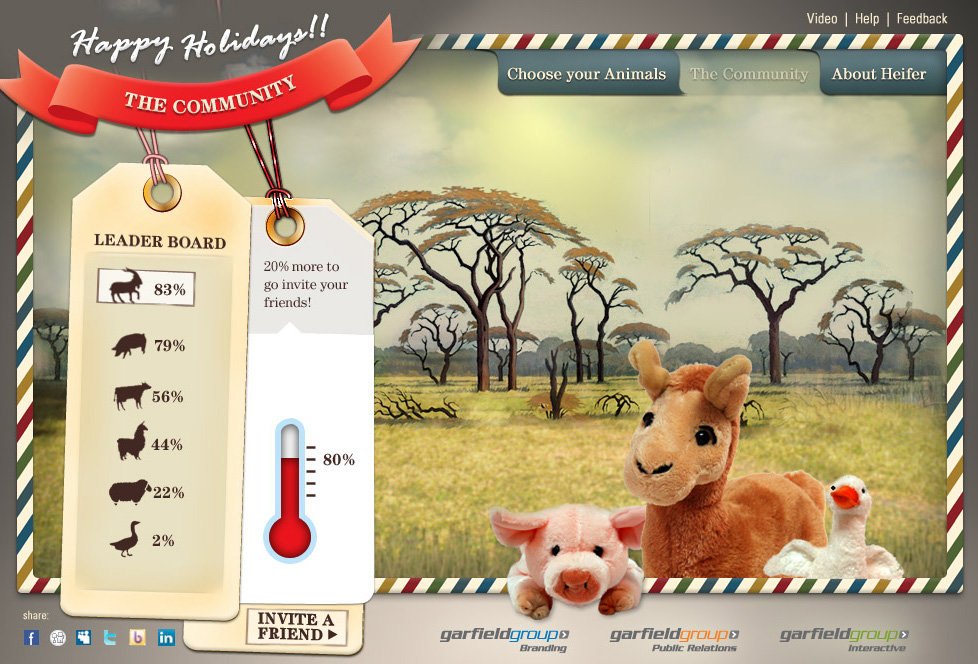 Video | Help | Feedback
Happy Holidays!!
THE COMMUNITY
Choose your Animals
The Community
About Heifer
LEADER BOARD
83%
79%
56%
44%
22%
2%
20% more to
go invite your
friends!
80%
INVITE A
FRIEND
share:
garfieldgroup
Branding
garfieldgroup
Public Relations
garfieldgroup
Interactive